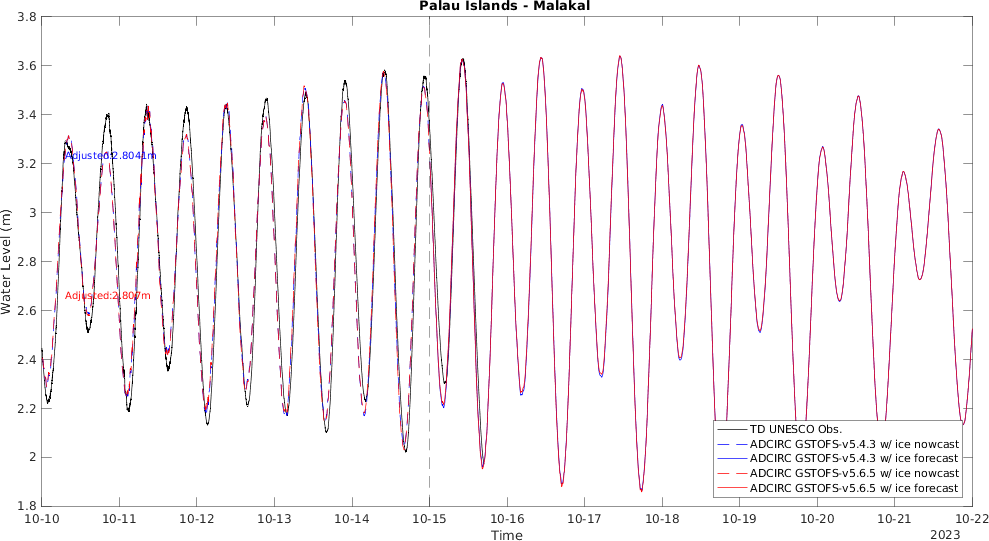 Palau Islands - Malakal
3.8
3.6
3.4
3.2
3
2.8
2.6
2.4
2.2
2
1.8
Water Level (m)
Adjusted:2.8041m
Adjusted:2.807m
TD UNESCO Obs.
ADCIRC GSTOFS-v5.4.3 w/ ice nowcast
ADCIRC GSTOFS-v5.4.3 w/ ice forecast
ADCIRC GSTOFS-v5.6.5 w/ ice nowcast
ADCIRC GSTOFS-v5.6.5 w/ ice forecast
10-10 10-11 10-12 10-13 10-14 10-15 10-16 10-17 10-18 10-19 10-20 10-21 10-22
Time
2023